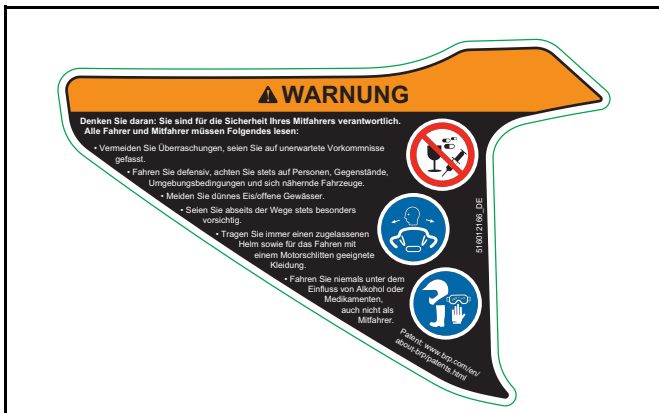 WARNUNG
Denken Sie daran: Sie sind für die Sicherheit Ihres Mitfahrers verantwortlich.
Alle Fahrer und Mitfahrer müssen Folgendes lesen:
• Vermeiden Sie Überraschungen, seien Sie auf unerwartete Vorkommnisse
gefasst.
• Fahren Sie defensiv, achten Sie stets auf Personen, Gegenstände,
Umgebungsbedingungen und sich nähernde Fahrzeuge.
• Meiden Sie dünnes Eis/offene Gewässer.
• Seien Sie abseits der Wege stets besonders
vorsichtig.
• Tragen Sie immer einen zugelassenen
Helm sowie für das Fahren mit
einem Motorschlitten geeignete
Kleidung.
• Fahren Sie niemals unter dem
Einfluss von Alkohol oder
Medikamenten,
auch nicht als
Mitfahrer.
516012166_DE
Patent: www.brp.com/en/
about-brp/patents.html